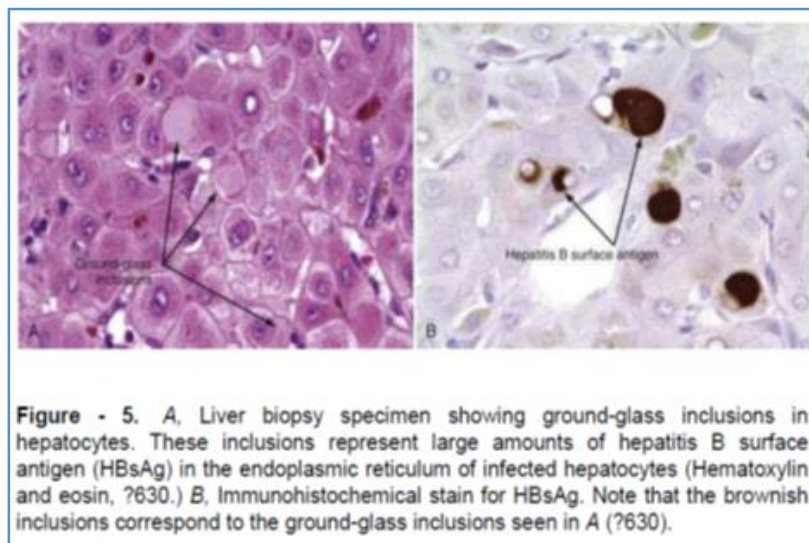 Ground-glass
inclusions
A
Hepatitis B surface antigen
B
Figure - 5. A, Liver biopsy specimen showing ground-glass inclusions in
hepatocytes. These inclusions represent large amounts of hepatitis B surface
antigen (HBsAg) in the endoplasmic reticulum of infected hepatocytes (Hematoxylin
and eosin, ?630.) B, Immunohistochemical stain for HBsAg. Note that the brownish
inclusions correspond to the ground-glass inclusions seen in A (?630).